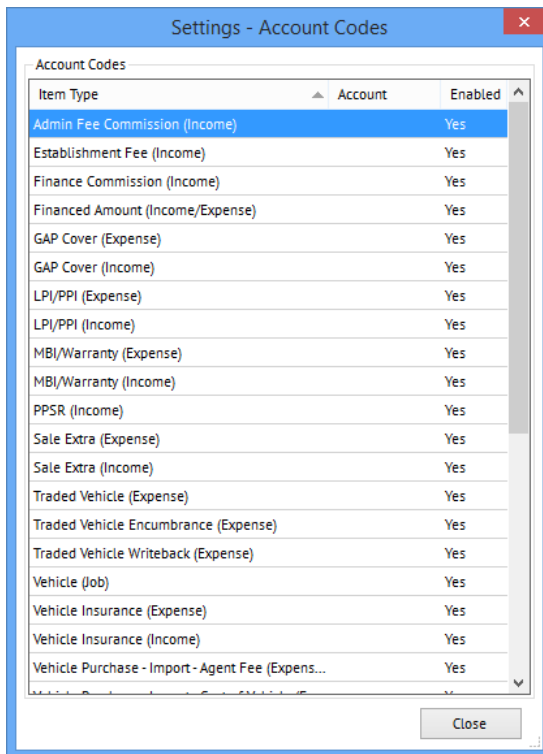 Settings - Account Codes
Account Codes
Item Type Account Enabled
Admin Fee Commission (Income) Yes
Establishment Fee (Income) Yes
Finance Commission (Income) Yes
Financed Amount (Income/Expense) Yes
GAP Cover (Expense) Yes
GAP Cover (Income) Yes
LPI/PPI (Expense) Yes
LPI/PPI (Income) Yes
MBI/Warranty (Expense) Yes
MBI/Warranty (Income) Yes
PPSR (Income) Yes
Sale Extra (Expense) Yes
Sale Extra (Income) Yes
Traded Vehicle (Expense) Yes
Traded Vehicle Encumbrance (Expense) Yes
Traded Vehicle Writeback (Expense) Yes
Vehicle (Job) Yes
Vehicle Insurance (Expense) Yes
Vehicle Insurance (Income) Yes
Vehicle Purchase - Import - Agent Fee (Expens... Yes
Close